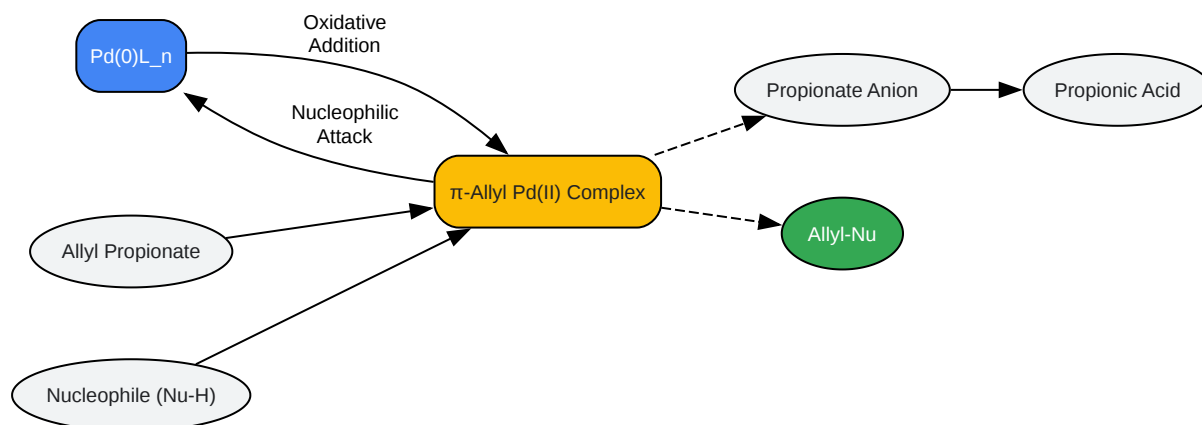 Oxidative
Addition
Pd(0)L_n
Propionate Anion
Propionic Acid
Nucleophilic
Attack
π-Allyl Pd(II) Complex
Allyl-Nu
Allyl Propionate
Nucleophile (Nu-H)